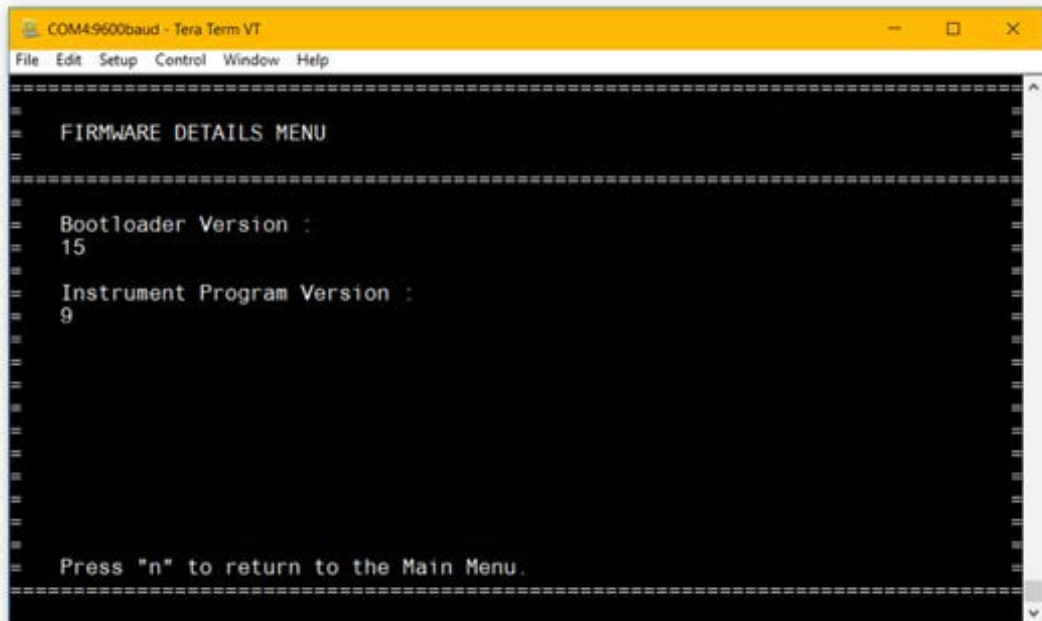 COM4:9600baud - Tera Term VT
File Edit Setup Control Window Help
================================================================================
FIRMWARE DETAILS MENU
================================================================================
Bootloader Version :
15
Instrument Program Version :
9
Press "n" to return to the Main Menu.
================================================================================